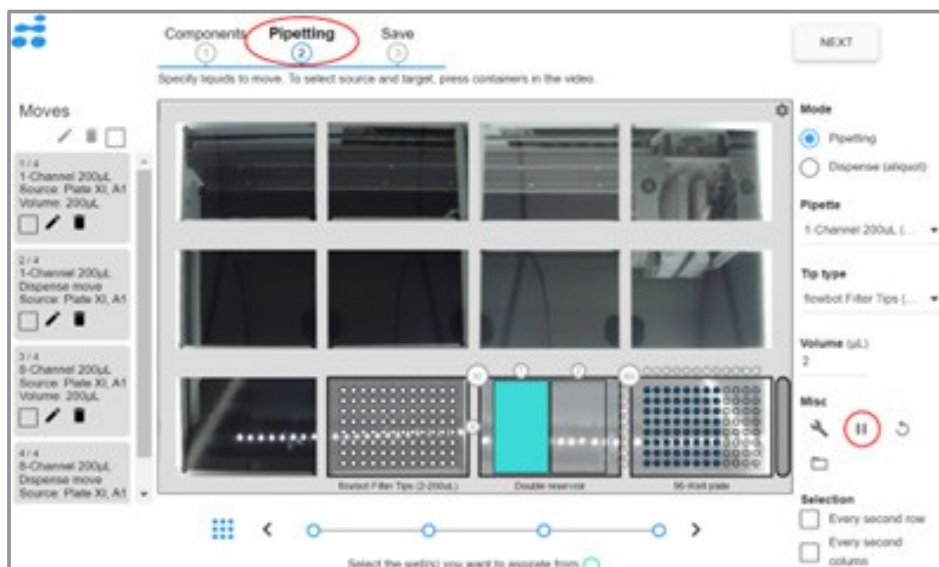 Components Pipetting Save
1 2 3
NEXT
Specify liquids to move. To select source and target, press containers in the video.
Moves
1 / 4
1-Channel 200µL
Source: Plate XI, A1
Volume: 200µL
2 / 4
1-Channel 200µL
Dispense move
Source: Plate XI, A1
3 / 4
8-Channel 200µL
Source: Plate XI, A1
Volume: 200µL
4 / 4
8-Channel 200µL
Dispense move
Source: Plate XI, A1
flowbot Filter Tips (2-200uL)
Double reservoir
96-Well plate
Select the well(s) you want to aspirate from
Mode
Pipetting
Dispense (aliquot)
Pipette
1-Channel 200uL (...
Tip type
flowbot Filter Tips (...
Volume (µL)
2
Misc
Selection
Every second row
Every second
column